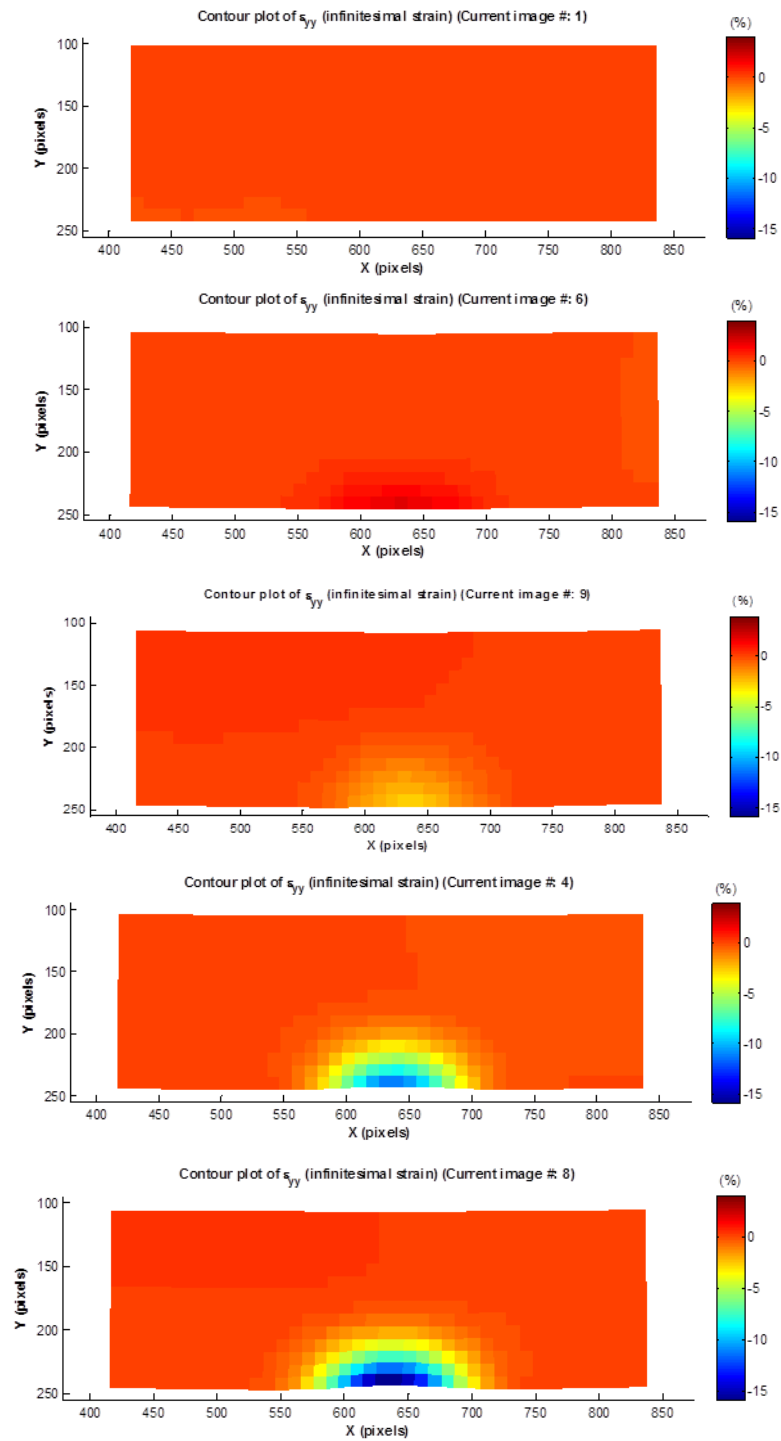 Contour plot of ε_yy (infinitesimal strain) (Current image #: 1)
(%)
100
150
200
250
Y (pixels)
400 450 500 550 600 650 700 750 800 850
X (pixels)
0
-5
-10
-15
Contour plot of ε_yy (infinitesimal strain) (Current image #: 6)
(%)
100
150
200
250
Y (pixels)
400 450 500 550 600 650 700 750 800 850
X (pixels)
0
-5
-10
-15
Contour plot of ε_yy (infinitesimal strain) (Current image #: 9)
(%)
100
150
200
250
Y (pixels)
400 450 500 550 600 650 700 750 800 850
X (pixels)
0
-5
-10
-15
Contour plot of ε_yy (infinitesimal strain) (Current image #: 4)
(%)
100
150
200
250
Y (pixels)
400 450 500 550 600 650 700 750 800 850
X (pixels)
0
-5
-10
-15
Contour plot of ε_yy (infinitesimal strain) (Current image #: 8)
(%)
100
150
200
250
Y (pixels)
400 450 500 550 600 650 700 750 800 850
X (pixels)
0
-5
-10
-15